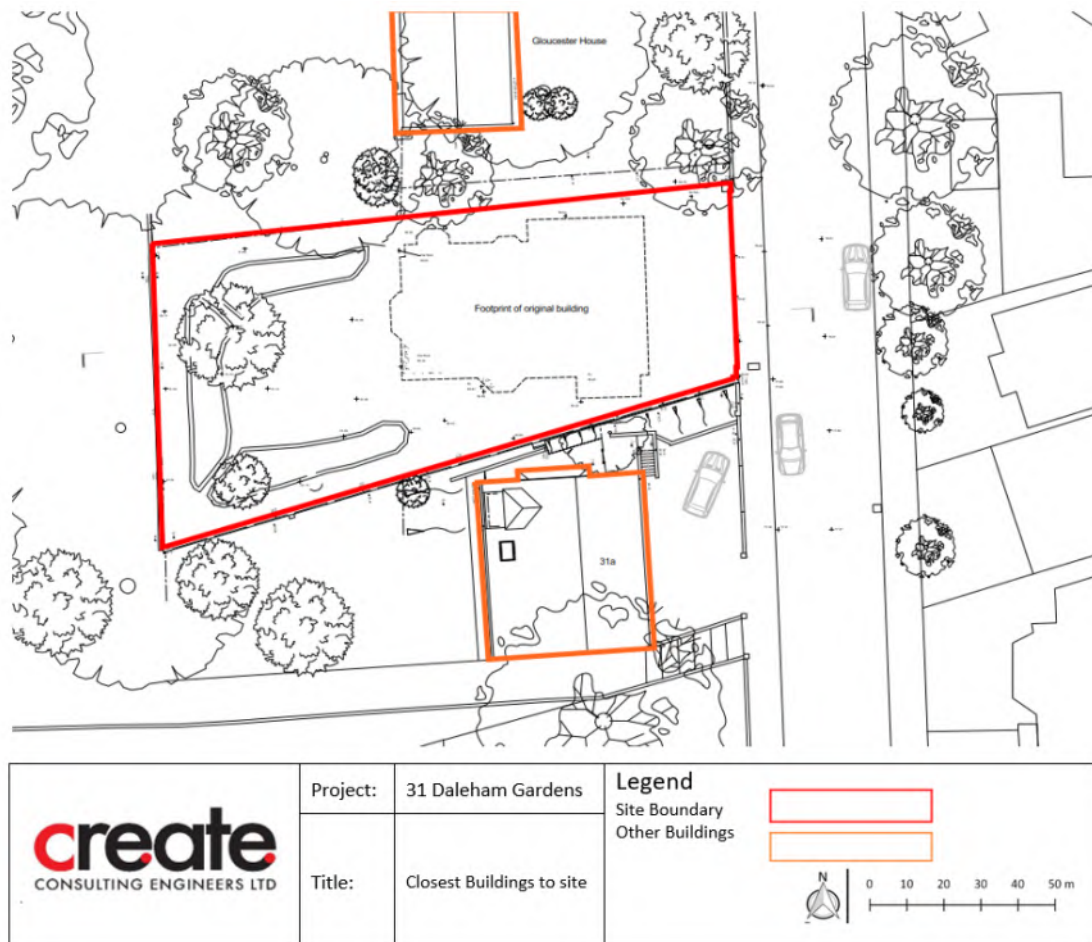 Gloucester House
Footprint of original building
31a
create
CONSULTING ENGINEERS LTD
Project:
31 Daleham Gardens
Title:
Closest Buildings to site
Legend
Site Boundary
Other Buildings
N
0 10 20 30 40 50 m